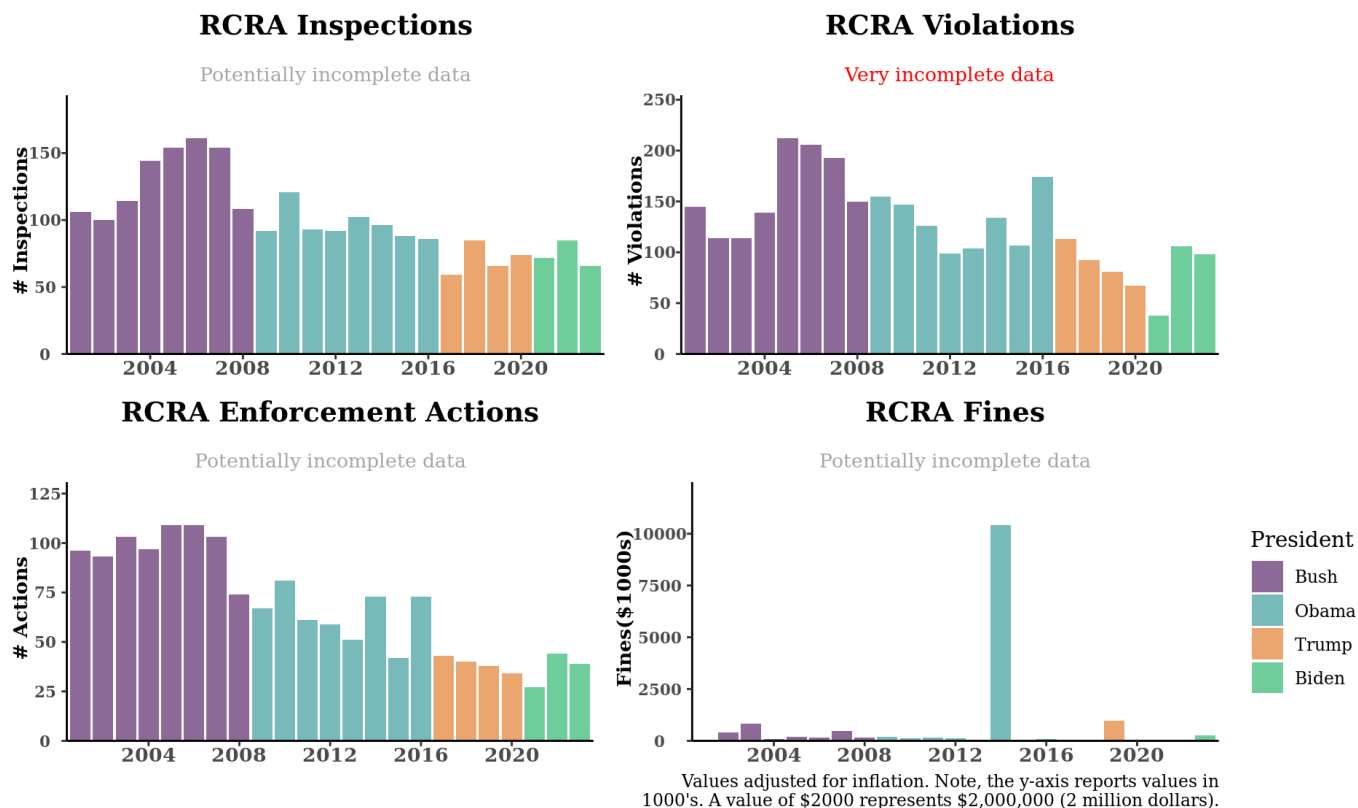 RCRA Inspections
Potentially incomplete data
# Inspections
150
100
50
0
2004 2008 2012 2016 2020
RCRA Violations
Very incomplete data
# Violations
250
200
150
100
50
0
2004 2008 2012 2016 2020
RCRA Enforcement Actions
Potentially incomplete data
# Actions
125
100
75
50
25
0
2004 2008 2012 2016 2020
RCRA Fines
Potentially incomplete data
Fines($1000s)
10000
7500
5000
2500
0
2004 2008 2012 2016 2020
Values adjusted for inflation. Note, the y-axis reports values in
1000's. A value of $2000 represents $2,000,000 (2 million dollars).
President
Bush
Obama
Trump
Biden